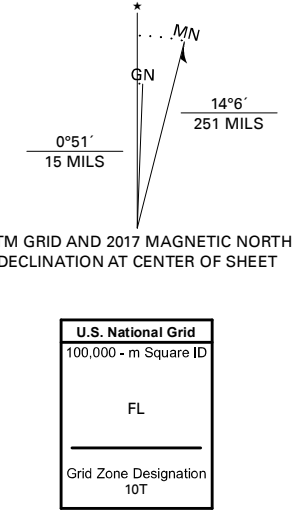 MN
GN
0°51´
15 MILS
14°6´
251 MILS
TM GRID AND 2017 MAGNETIC NORTH
DECLINATION AT CENTER OF SHEET
U.S. National Grid
100,000 - m Square ID
FL
Grid Zone Designation
10T